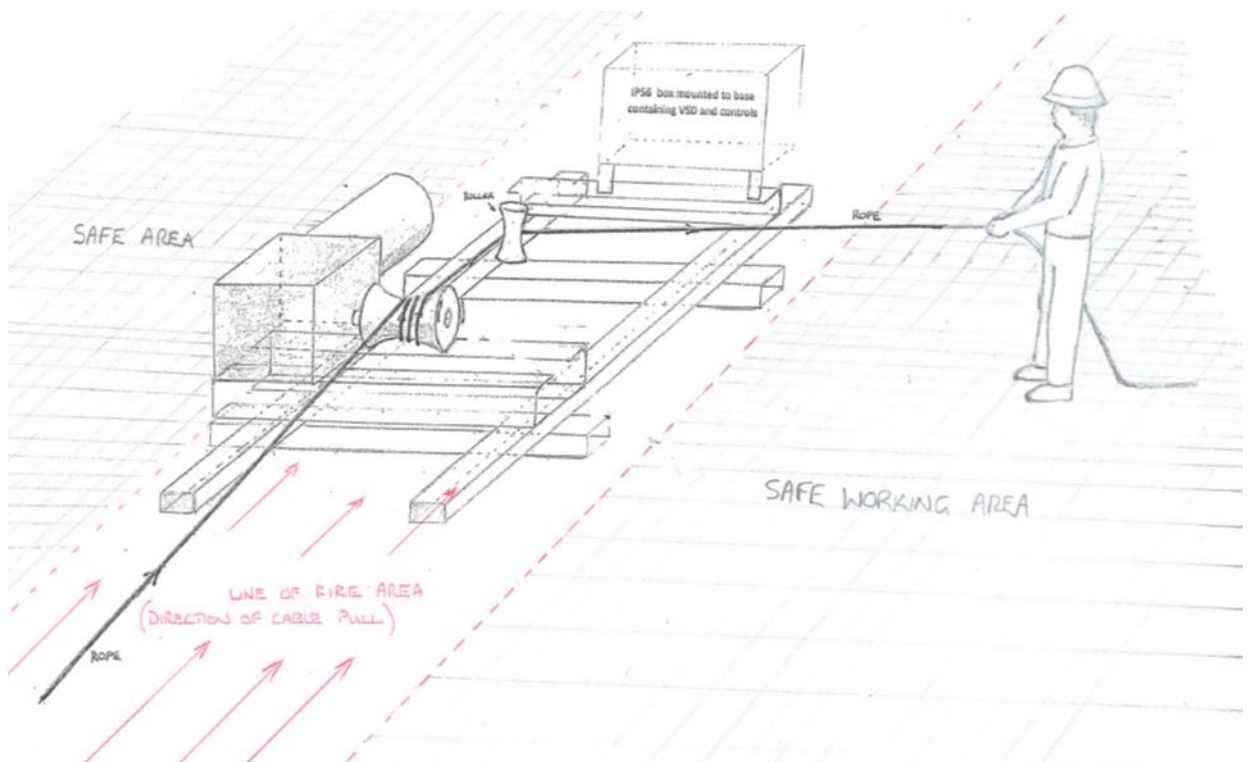 IP56 box mounted to base
containing VSD and controls
ROLLER
ROPE
SAFE AREA
SAFE WORKING AREA
LINE OF FIRE AREA
(DIRECTION OF CABLE PULL)
ROPE